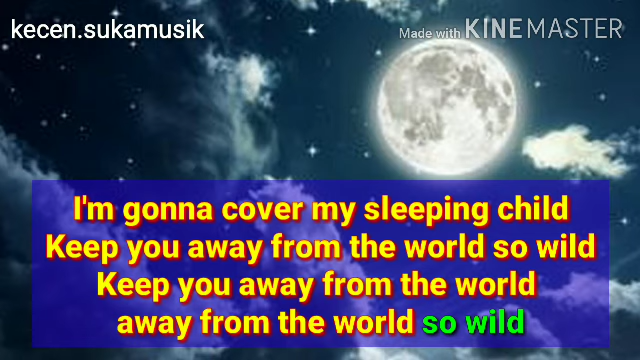 kecen.sukamusik
Made with KINEMASTER
I'm gonna cover my sleeping child
Keep you away from the world so wild
Keep you away from the world
away from the world so wild